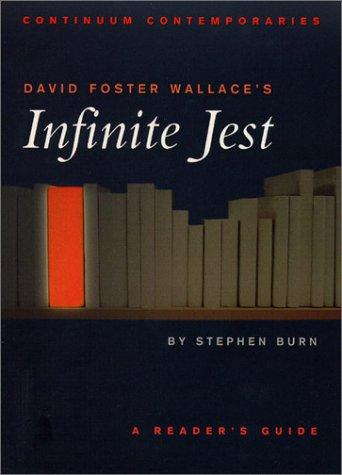 CONTINUUM CONTEMPORARIES
DAVID FOSTER WALLACE'S
Infinite Jest
BY STEPHEN BURN
A READER'S GUIDE